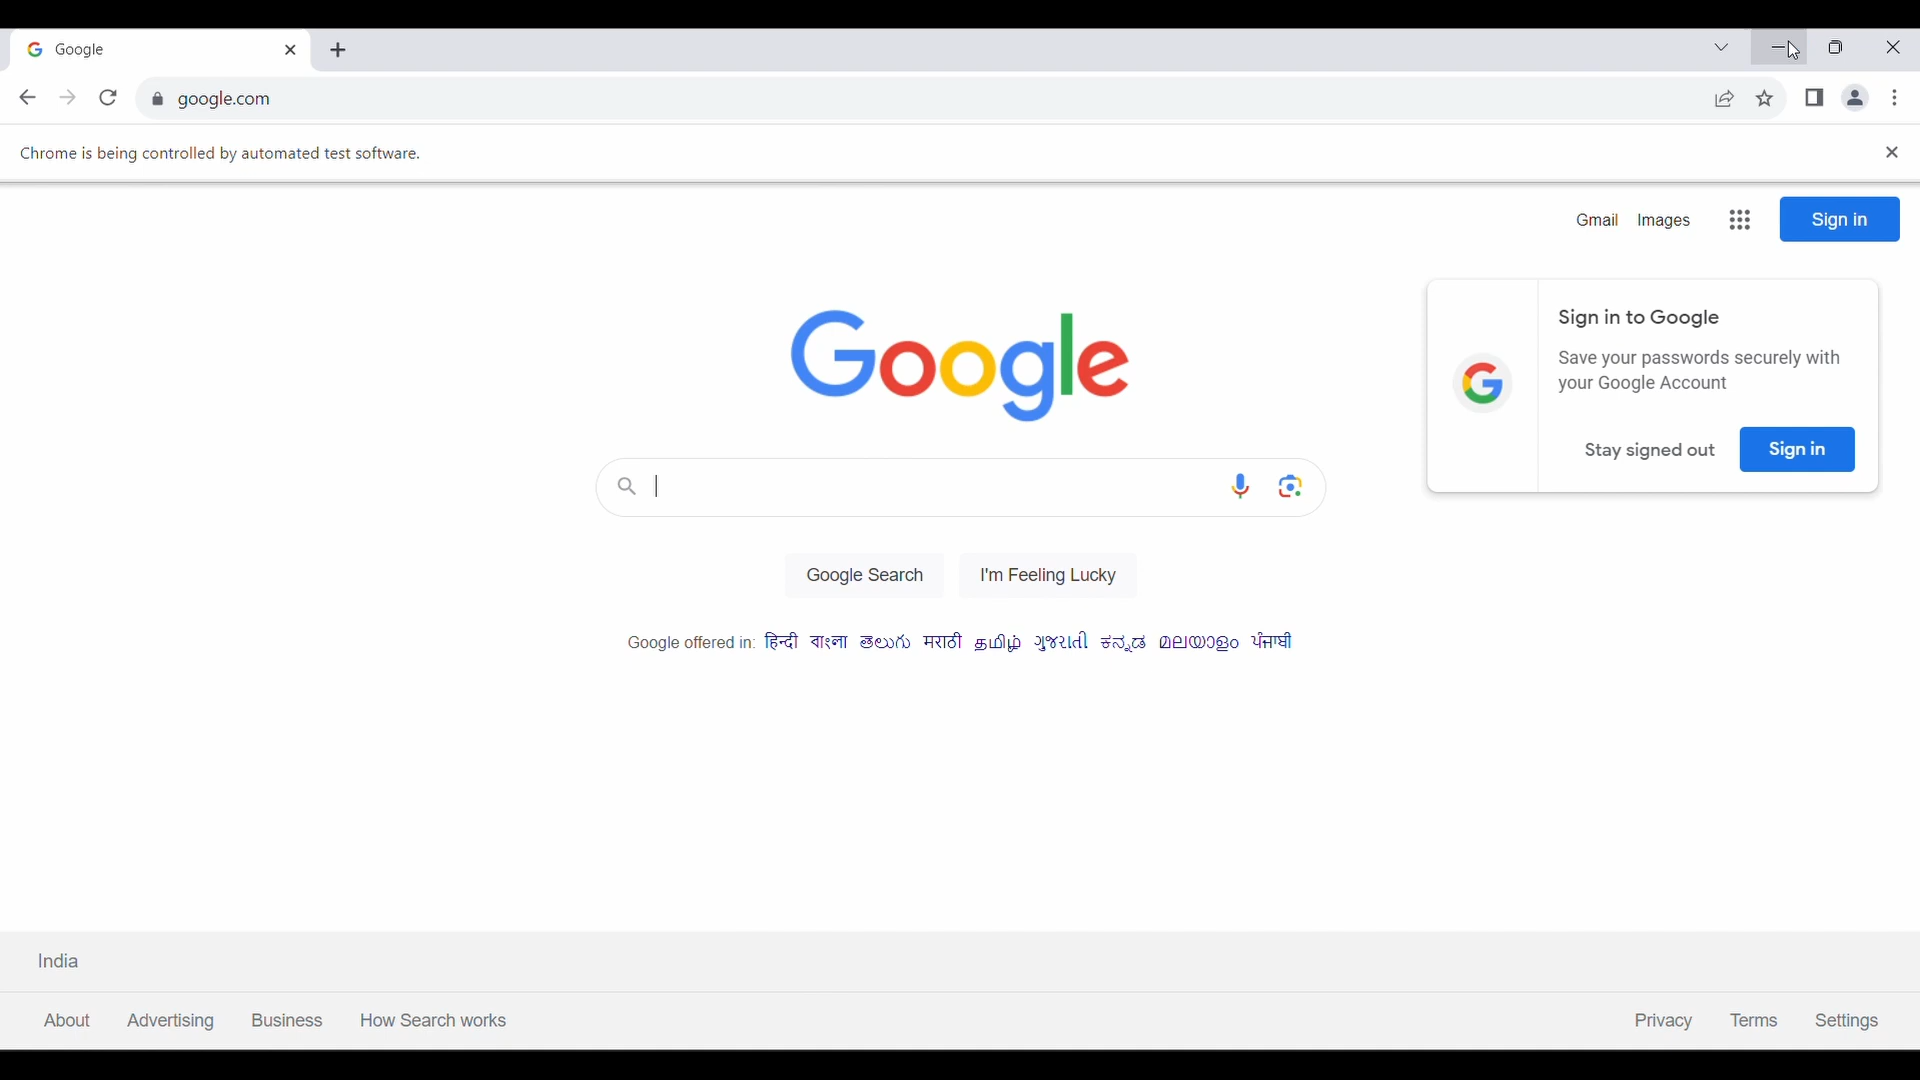 Google
google.com
Chrome is being controlled by automated test software.
Gmail Images Sign in
Google
Sign in to Google
Save your passwords securely with
your Google Account
Stay signed out Sign in
Google Search I'm Feeling Lucky
Google offered in: हिन्दी বাংলা తెలుగు मराठी தமிழ் ગુજરાતી ಕನ್ನಡ മലയാളം ਪੰਜਾਬੀ
India
About Advertising Business How Search works Privacy Terms Settings